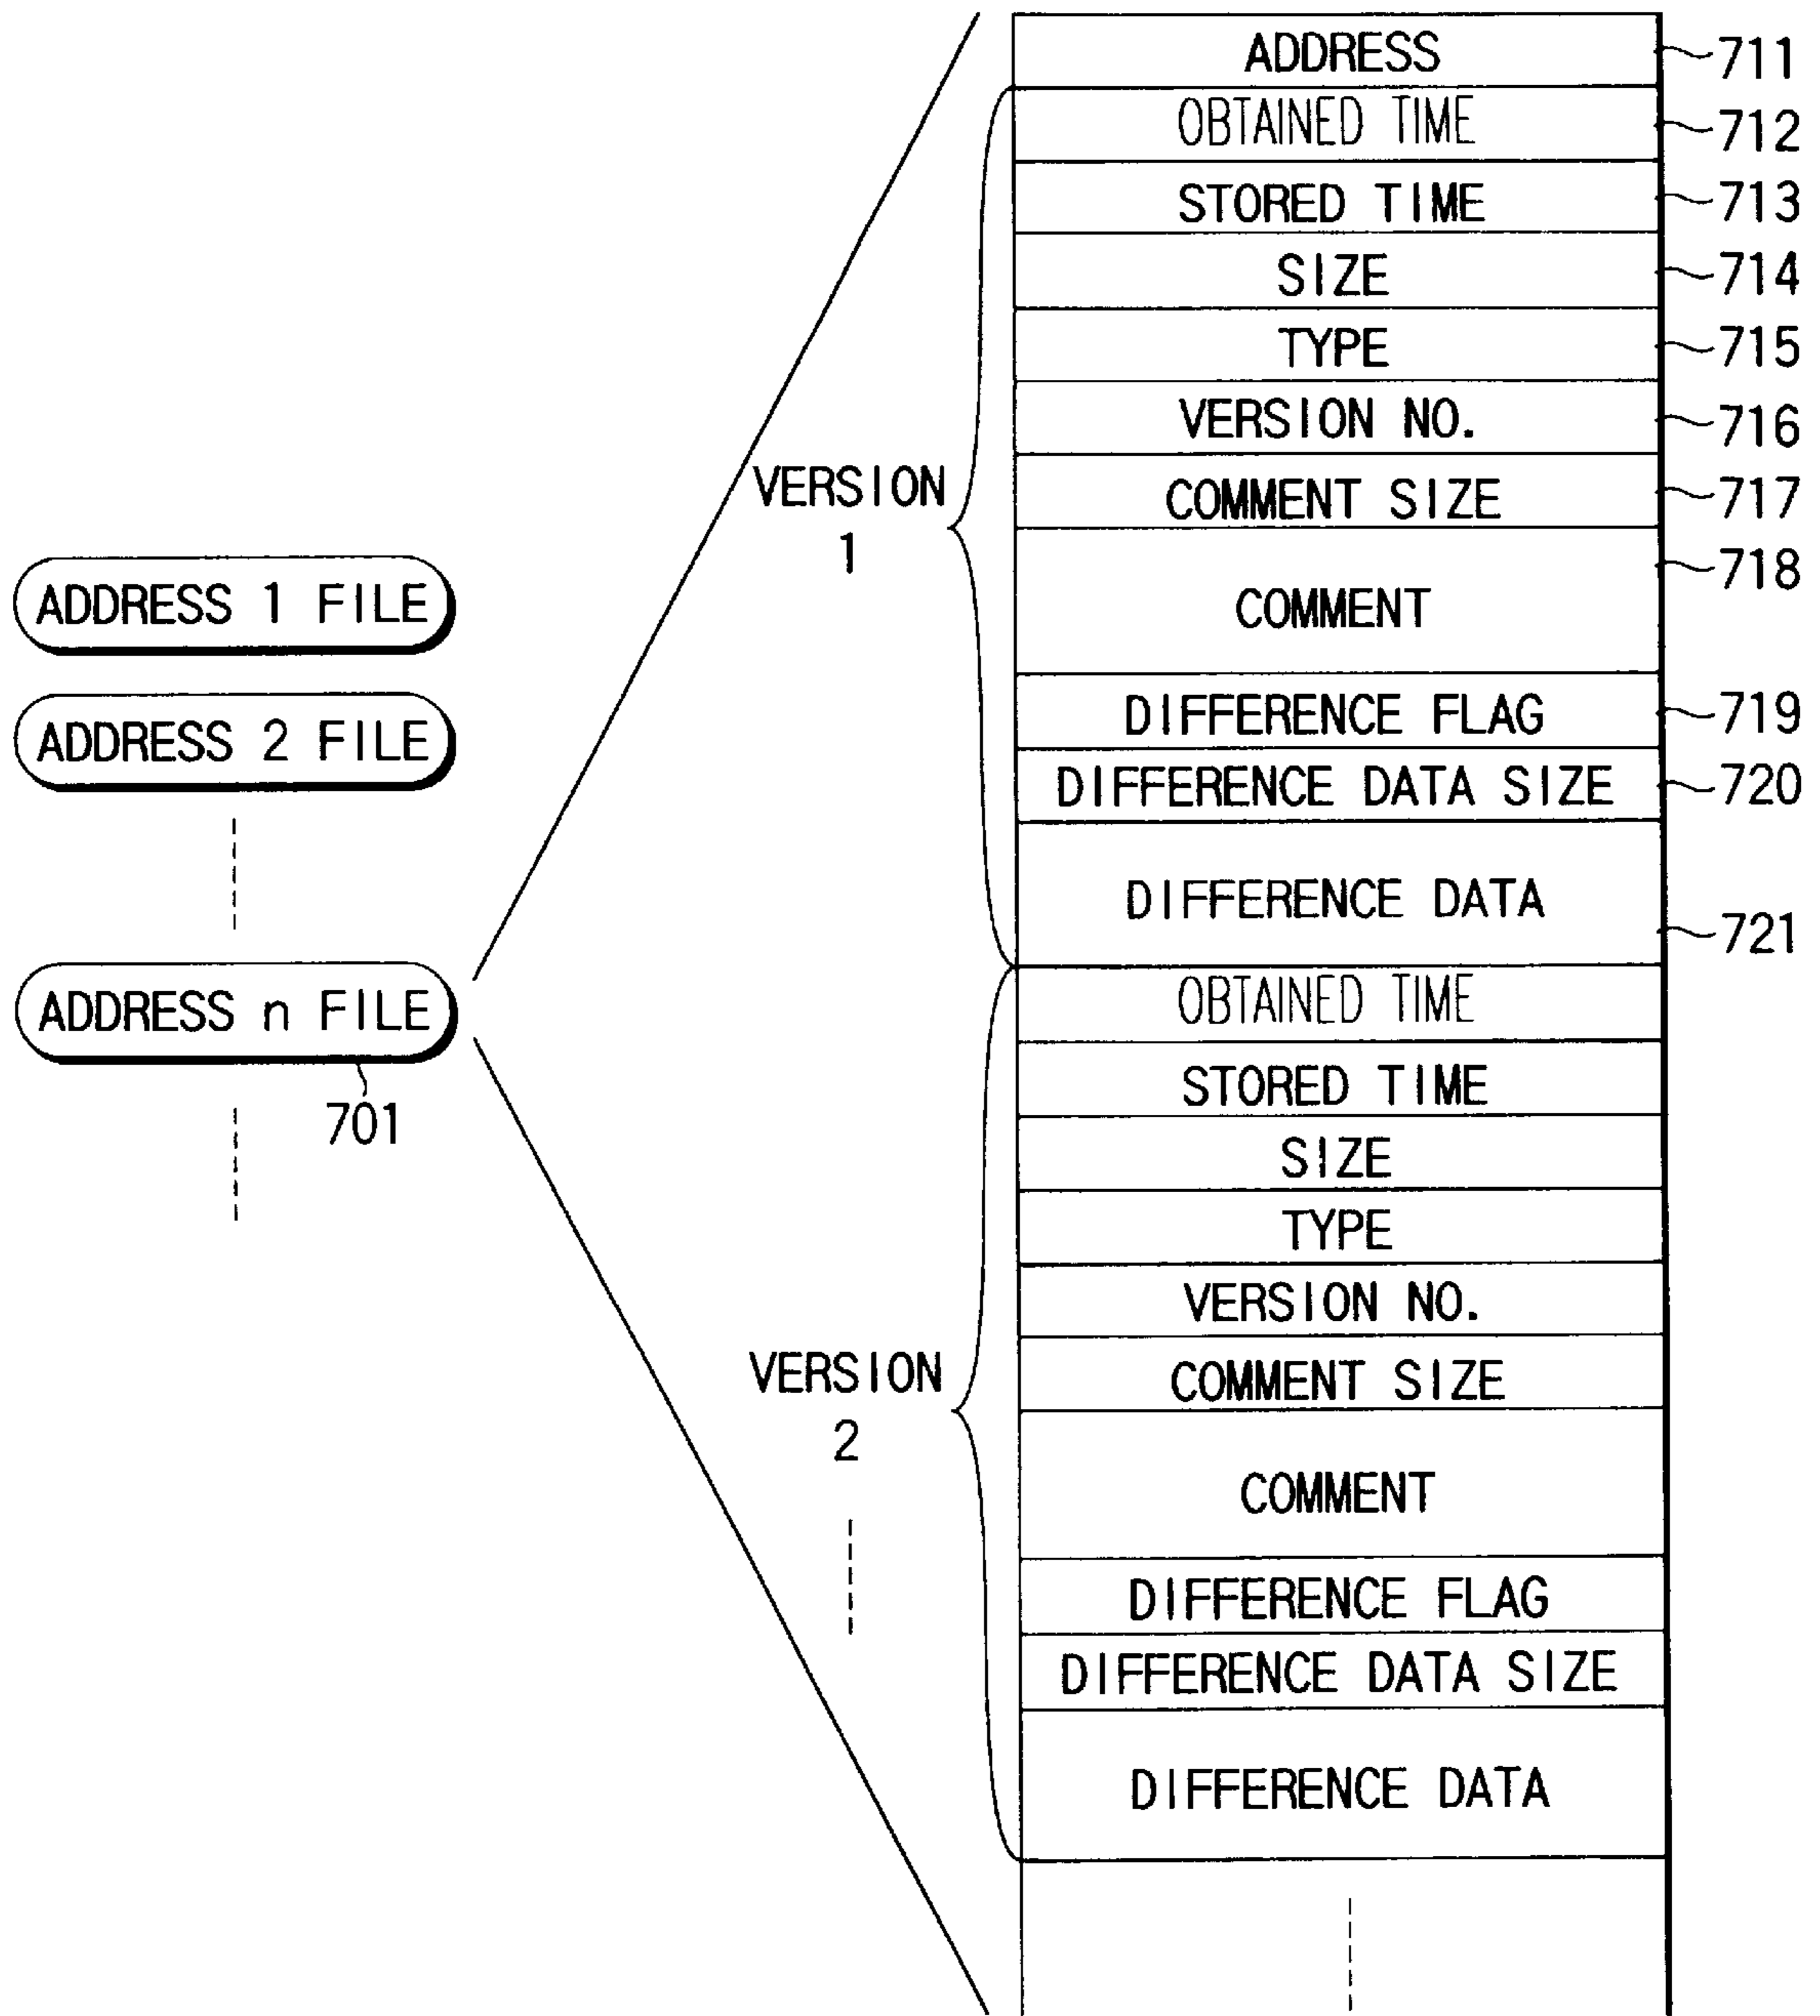 ADDRESS 1 FILE
ADDRESS 2 FILE
ADDRESS n FILE
701
VERSION
1
VERSION
2
ADDRESS 711
OBTAINED TIME 712
STORED TIME 713
SIZE 714
TYPE 715
VERSION NO. 716
COMMENT SIZE 717
COMMENT 718
DIFFERENCE FLAG 719
DIFFERENCE DATA SIZE 720
DIFFERENCE DATA 721
OBTAINED TIME
STORED TIME
SIZE
TYPE
VERSION NO.
COMMENT SIZE
COMMENT
DIFFERENCE FLAG
DIFFERENCE DATA SIZE
DIFFERENCE DATA